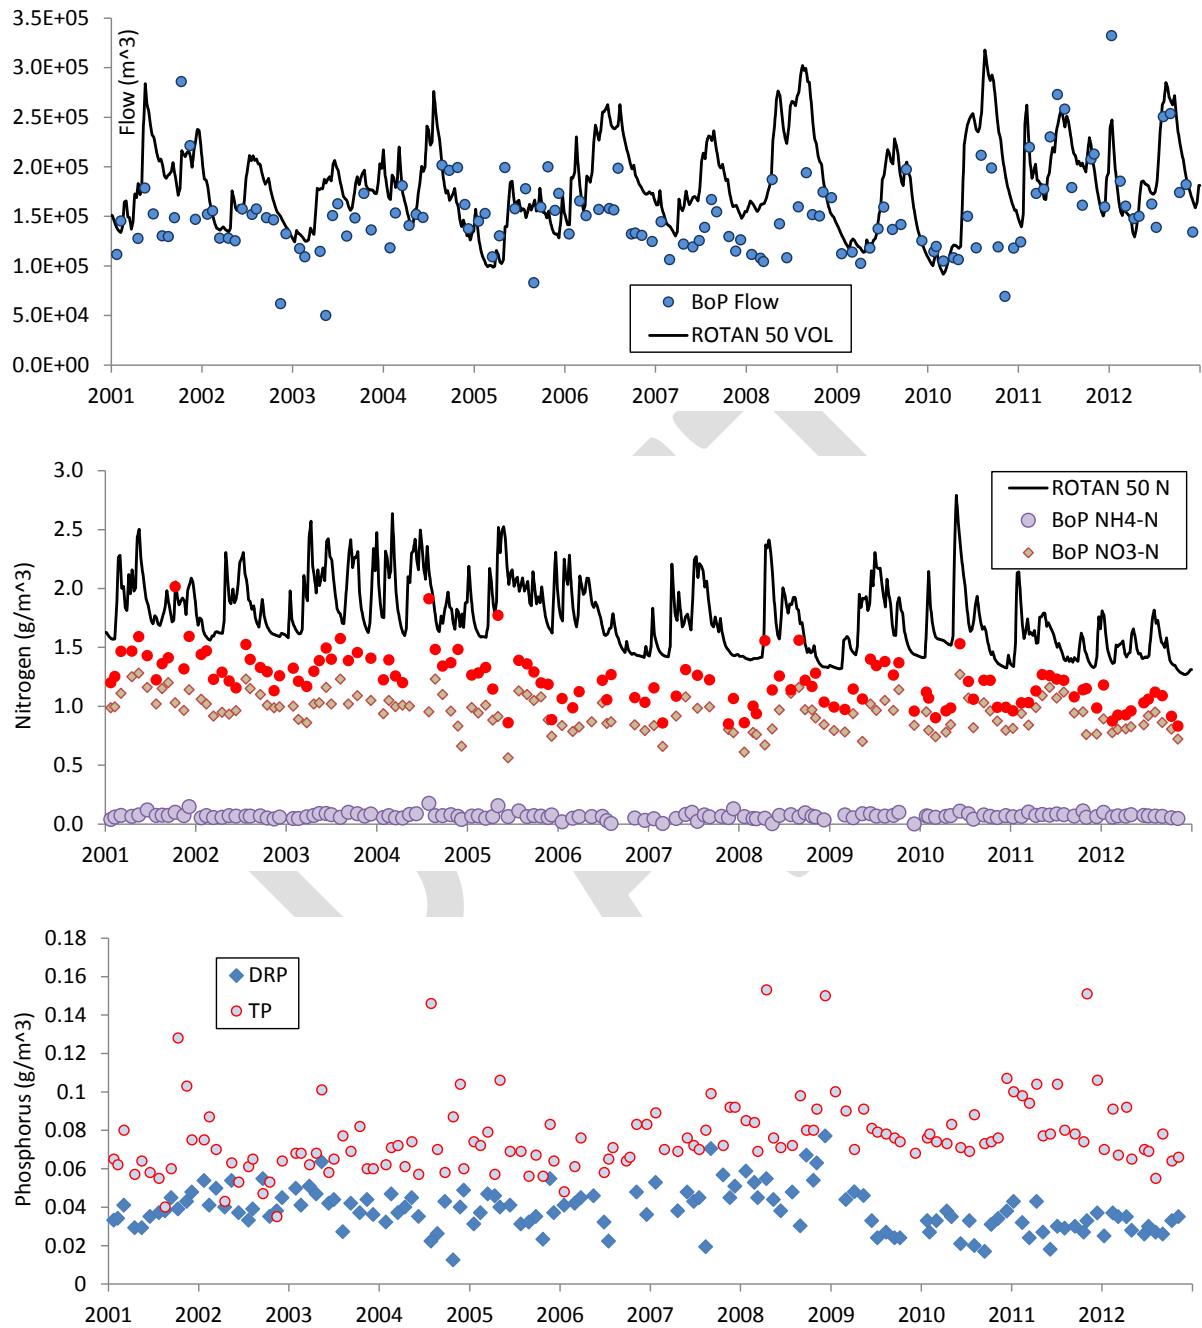 3.5E+05
3.0E+05
2.5E+05
2.0E+05
1.5E+05
1.0E+05
5.0E+04
0.0E+00
Flow (m^3)
BoP Flow
ROTAN 50 VOL
2001 2002 2003 2004 2005 2006 2007 2008 2009 2010 2011 2012
3.0
2.5
2.0
1.5
1.0
0.5
0.0
Nitrogen (g/m^3)
ROTAN 50 N
BoP NH4-N
BoP NO3-N
2001 2002 2003 2004 2005 2006 2007 2008 2009 2010 2011 2012
0.18
0.16
0.14
0.12
0.1
0.08
0.06
0.04
0.02
0
Phosphorus (g/m^3)
DRP
TP
2001 2002 2003 2004 2005 2006 2007 2008 2009 2010 2011 2012